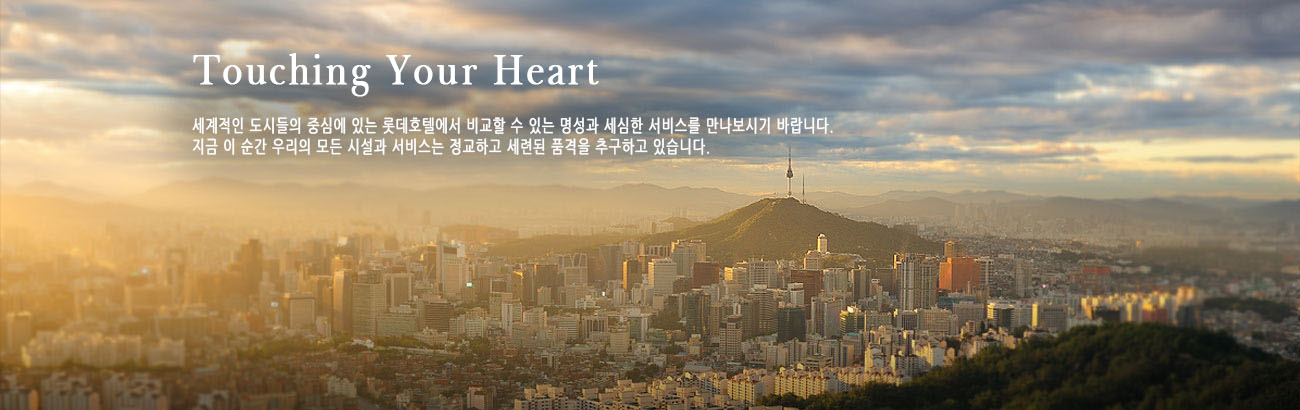 Touching Your Heart
세계적인 도시들의 중심에 있는 롯데호텔에서 비교할 수 있는 명성과 세심한 서비스를 만나보시기 바랍니다.
지금 이 순간 우리의 모든 시설과 서비스는 정교하고 세련된 품격을 추구하고 있습니다.